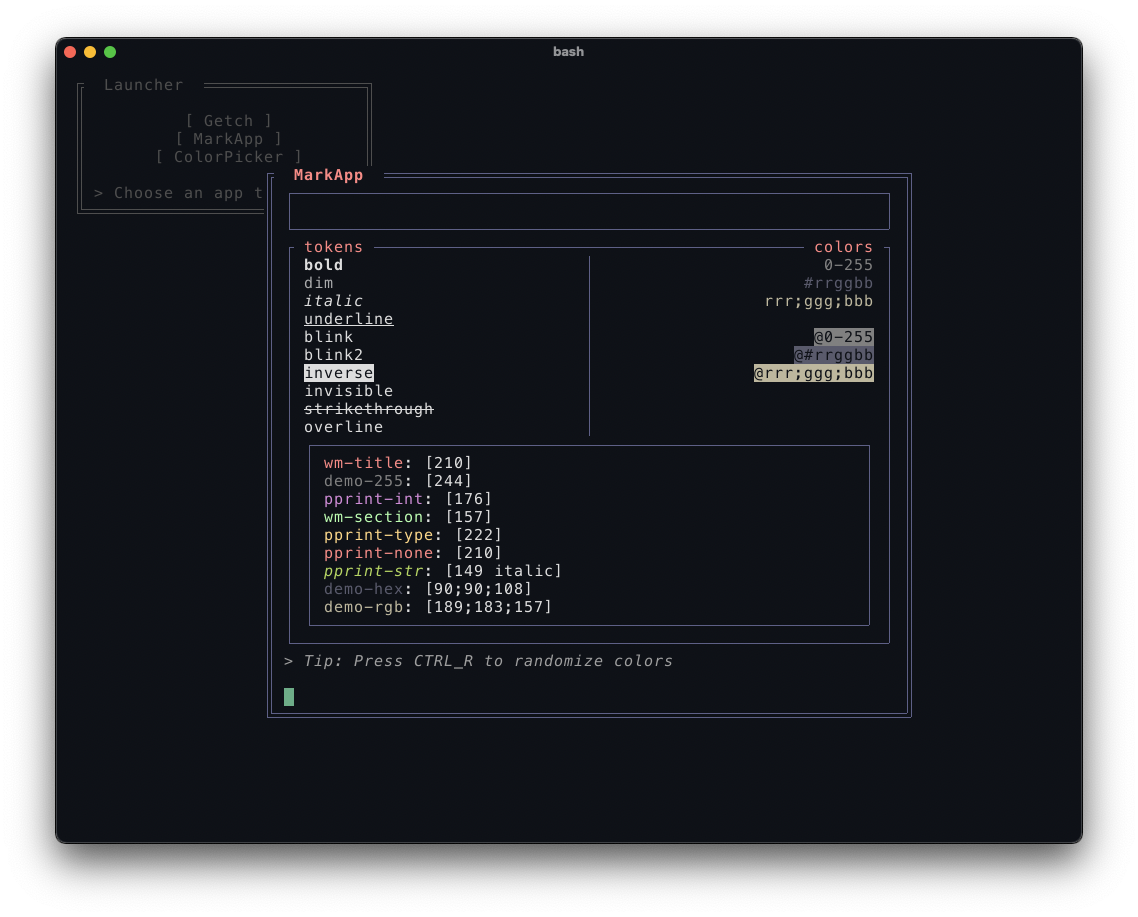 bash
Launcher
[ Getch ]
[ MarkApp ]
[ ColorPicker ]
> Choose an app t
MarkApp
tokens colors
bold 0-255
dim #rrggbb
italic rrr;ggg;bbb
underline
blink @0-255
blink2 @#rrggbb
inverse @rrr;ggg;bbb
invisible
strikethrough
overline
wm-title: [210]
demo-255: [244]
pprint-int: [176]
wm-section: [157]
pprint-type: [222]
pprint-none: [210]
pprint-str: [149 italic]
demo-hex: [90;90;108]
demo-rgb: [189;183;157]
> Tip: Press CTRL_R to randomize colors